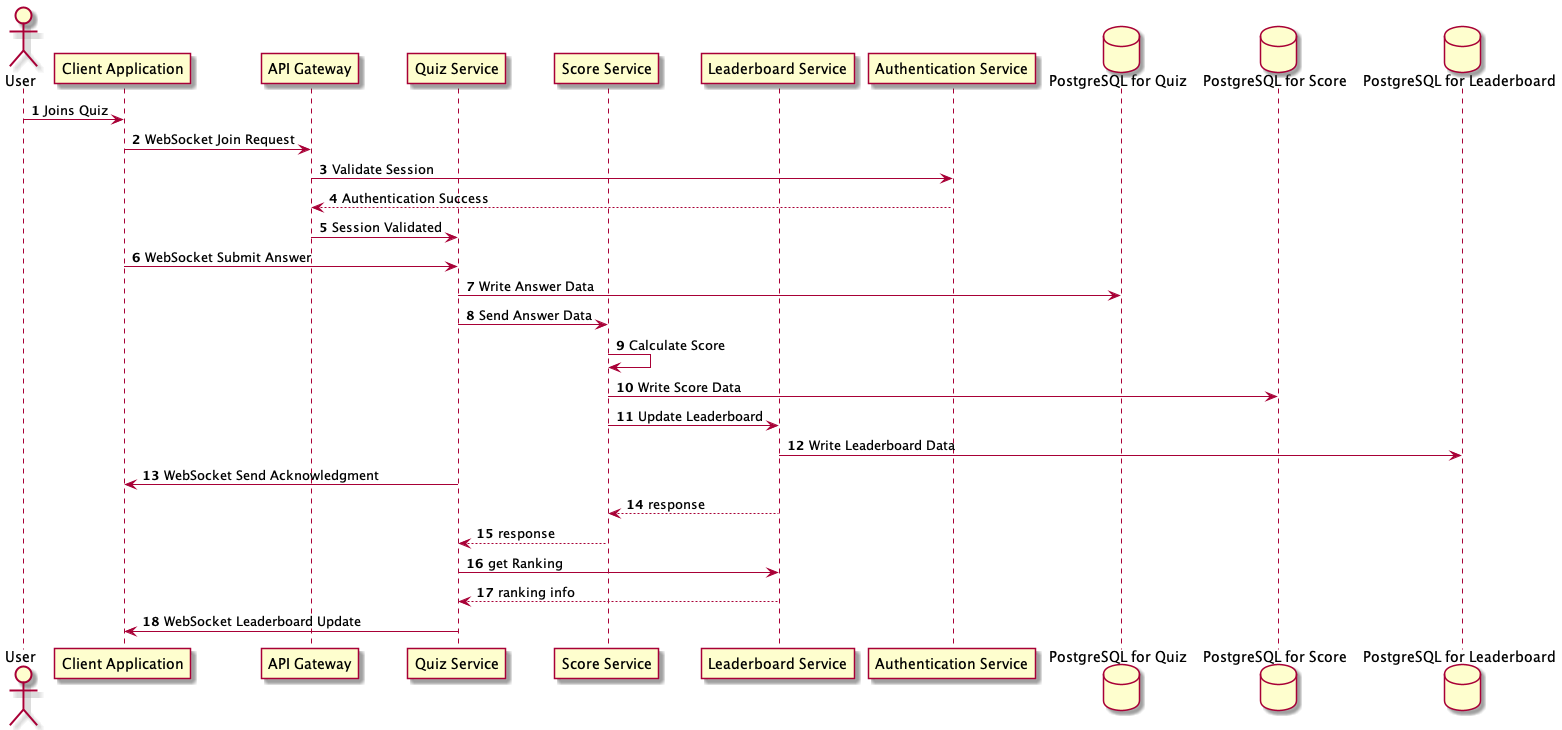 User
Client Application
API Gateway
Quiz Service
Score Service
Leaderboard Service
Authentication Service
PostgreSQL for Quiz
PostgreSQL for Score
PostgreSQL for Leaderboard
1 Joins Quiz
2 WebSocket Join Request
3 Validate Session
4 Authentication Success
5 Session Validated
6 WebSocket Submit Answer
7 Write Answer Data
8 Send Answer Data
9 Calculate Score
10 Write Score Data
11 Update Leaderboard
12 Write Leaderboard Data
13 WebSocket Send Acknowledgment
14 response
15 response
16 get Ranking
17 ranking info
18 WebSocket Leaderboard Update
User
Client Application
API Gateway
Quiz Service
Score Service
Leaderboard Service
Authentication Service
PostgreSQL for Quiz
PostgreSQL for Score
PostgreSQL for Leaderboard